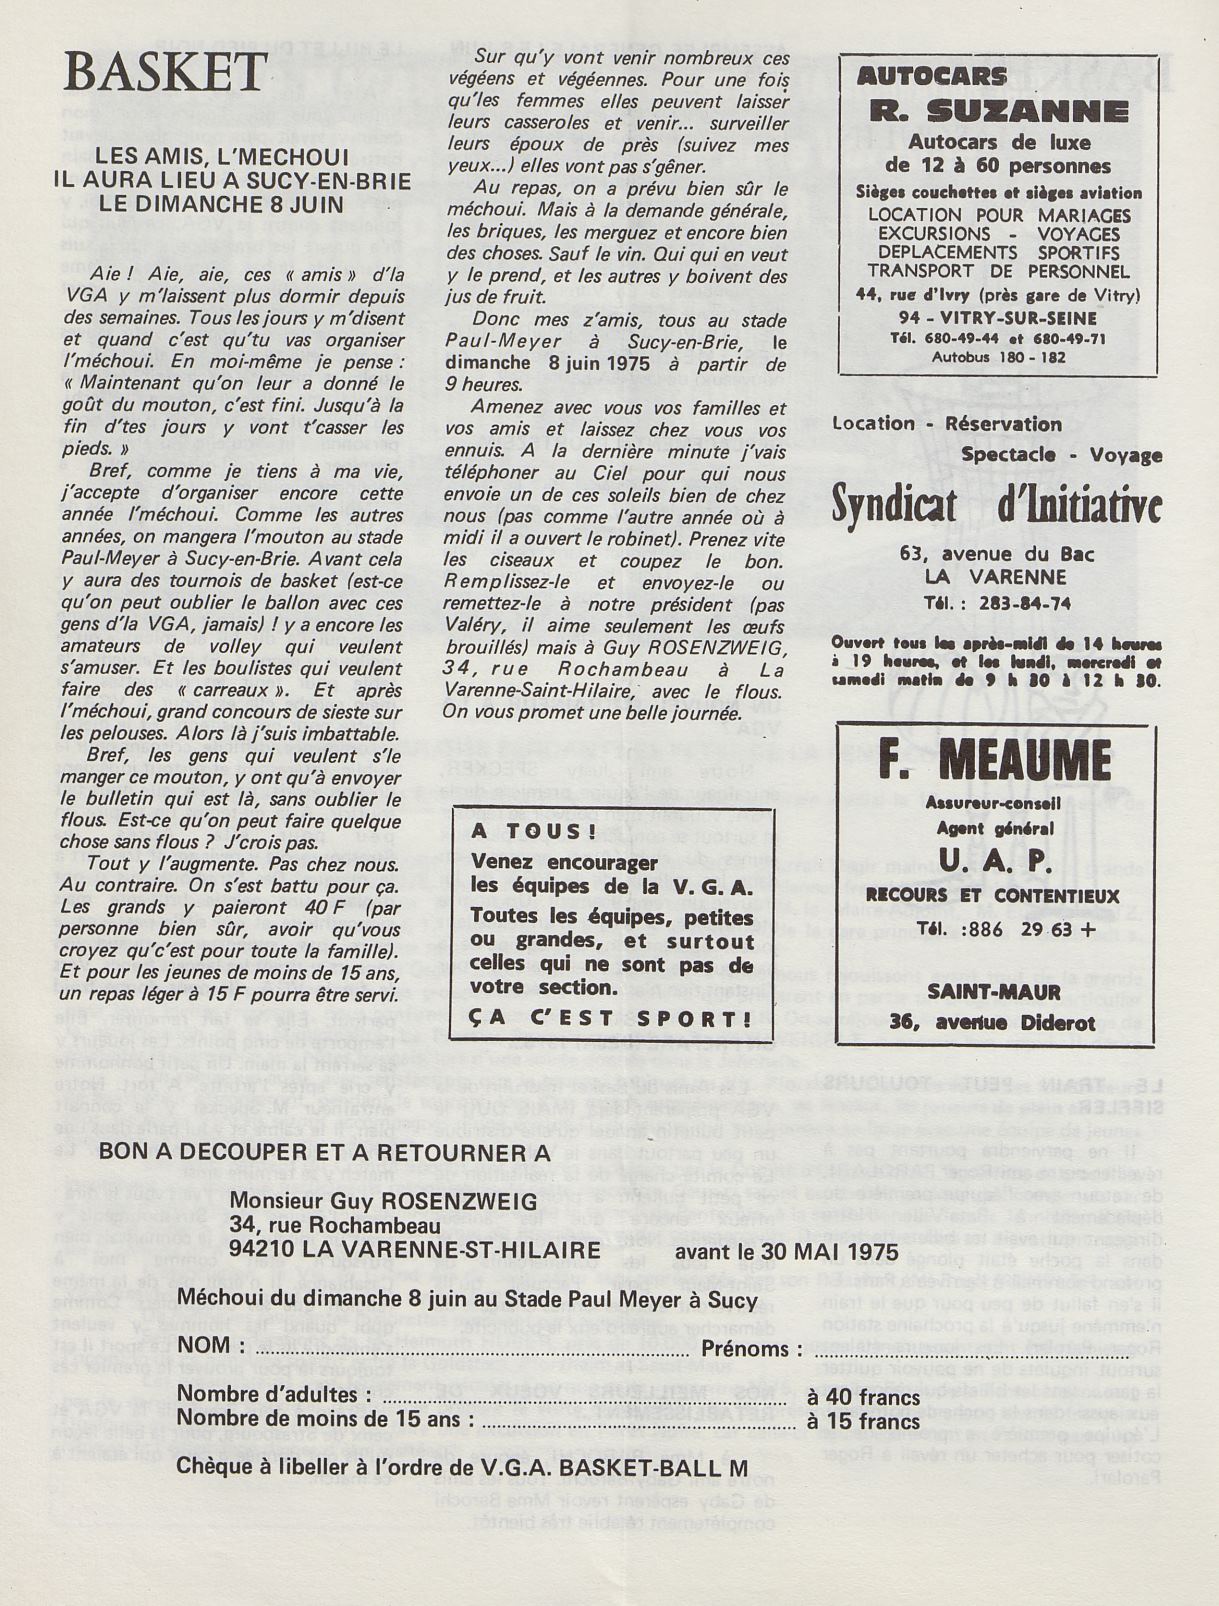 BASKET
LES AMIS, L'MECHOUI
IL AURA LIEU A SUCY-EN-BRIE
LE DIMANCHE 8 JUIN
Aie ! Aie, aie, ces « amis » d'la
VGA y m'laissent plus dormir depuis
des semaines. Tous les jours y m'disent
et quand c'est qu'tu vas organiser
l'méchoui. En moi-même je pense :
« Maintenant qu'on leur a donné le
goût du mouton, c'est fini. Jusqu'à la
fin d'tes jours y vont t'casser les
pieds. »
Bref, comme je tiens à ma vie,
j'accepte d'organiser encore cette
année l'méchoui. Comme les autres
années, on mangera l'mouton au stade
Paul-Meyer à Sucy-en-Brie. Avant cela
y aura des tournois de basket (est-ce
qu'on peut oublier le ballon avec ces
gens d'la VGA, jamais) ! y a encore les
amateurs de volley qui veulent
s'amuser. Et les boulistes qui veulent
faire des « carreaux ». Et après
l'méchoui, grand concours de sieste sur
les pelouses. Alors là j'suis imbattable.
Bref, les gens qui veulent s'le
manger ce mouton, y ont qu'à envoyer
le bulletin qui est là, sans oublier le
flous. Est-ce qu'on peut faire quelque
chose sans flous ? J'crois pas.
Tout y l'augmente. Pas chez nous.
Au contraire. On s'est battu pour ça.
Les grands y paieront 40 F (par
personne bien sûr, avoir qu'vous
croyez qu'c'est pour toute la famille).
Et pour les jeunes de moins de 15 ans,
un repas léger à 15 F pourra être servi.
Sur qu'y vont venir nombreux ces
végéens et végéennes. Pour une fois
qu'les femmes elles peuvent laisser
leurs casseroles et venir... surveiller
leurs époux de près (suivez mes
yeux...) elles vont pas s'gêner.
Au repas, on a prévu bien sûr le
méchoui. Mais à la demande générale,
les briques, les merguez et encore bien
des choses. Sauf le vin. Qui qui en veut
y le prend, et les autres y boivent des
jus de fruit.
Donc mes z'amis, tous au stade
Paul-Meyer à Sucy-en-Brie, le
dimanche 8 juin 1975 à partir de
9 heures.
Amenez avec vous vos familles et
vos amis et laissez chez vous vos
ennuis. A la dernière minute j'vais
téléphoner au Ciel pour qui nous
envoie un de ces soleils bien de chez
nous (pas comme l'autre année où à
midi il a ouvert le robinet). Prenez vite
les ciseaux et coupez le bon.
Remplissez-le et envoyez-le ou
remettez-le à notre président (pas
Valéry, il aime seulement les œufs
brouillés) mais à Guy ROSENZWEIG,
34, rue Rochambeau à La
Varenne-Saint-Hilaire, avec le flous.
On vous promet une belle journée.
A TOUS !
Venez encourager
les équipes de la V. G. A.
Toutes les équipes, petites
ou grandes, et surtout
celles qui ne sont pas de
votre section.
ÇA C'EST SPORT !
AUTOCARS
R. SUZANNE
Autocars de luxe
de 12 à 60 personnes
Sièges couchettes et sièges aviation
LOCATION POUR MARIAGES
EXCURSIONS - VOYAGES
DEPLACEMENTS SPORTIFS
TRANSPORT DE PERSONNEL
44, rue d'Ivry (près gare de Vitry)
94 - VITRY-SUR-SEINE
Tél. 680-49-44 et 680-49-71
Autobus 180 - 182
Location - Réservation
Spectacle - Voyage
Syndicat d'Initiative
63, avenue du Bac
LA VARENNE
Tél. : 283-84-74
Ouvert tous les après-midi de 14 heures
à 19 heures, et les lundi, mercredi et
samedi matin de 9 h 30 à 12 h 30.
F. MEAUME
Assureur-conseil
Agent général
U. A. P.
RECOURS ET CONTENTIEUX
Tél. :886 29 63 +
SAINT-MAUR
36, avenue Diderot
BON A DECOUPER ET A RETOURNER A
Monsieur Guy ROSENZWEIG
34, rue Rochambeau
94210 LA VARENNE-ST-HILAIRE avant le 30 MAI 1975
Méchoui du dimanche 8 juin au Stade Paul Meyer à Sucy
NOM : ........................ Prénoms : ........................
Nombre d'adultes : ........................ à 40 francs
Nombre de moins de 15 ans : ........................ à 15 francs
Chèque à libeller à l'ordre de V.G.A. BASKET-BALL M